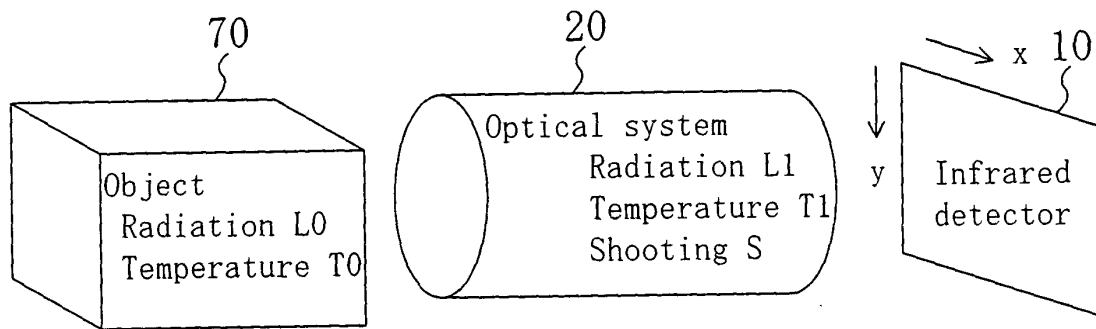 70
20
x 10
y
Object
Radiation L0
Temperature T0
Optical system
Radiation L1
Temperature T1
Shooting S
Infrared
detector